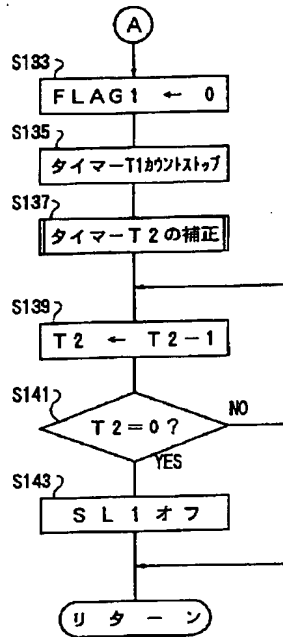 A
S133
FLAG1 ← 0
S135
タイマーT1カウントストップ
S137
タイマーT2の補正
S139
T2 ← T2-1
S141
T2=0?
NO
YES
S143
SL1オフ
リターン